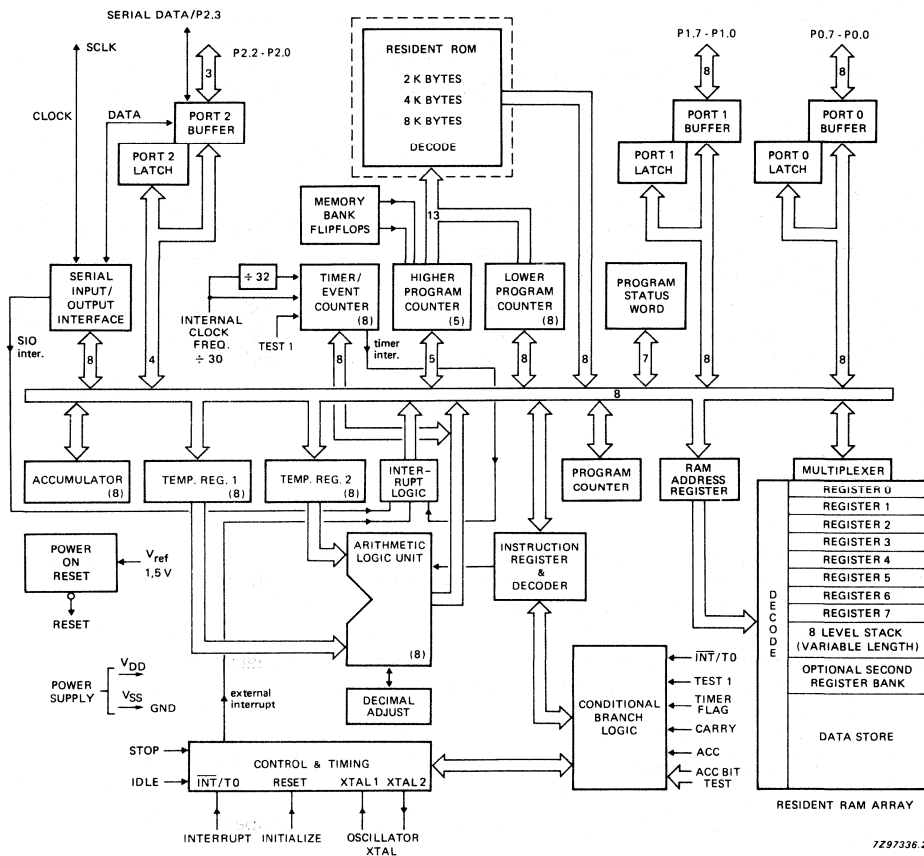 SERIAL DATA/P2.3
SCLK
P2.2 - P2.0
3
CLOCK
DATA
PORT 2
BUFFER
PORT 2
LATCH
RESIDENT ROM
2 K BYTES
4 K BYTES
8 K BYTES
DECODE
P1.7 - P1.0
8
PORT 1
BUFFER
PORT 1
LATCH
P0.7 - P0.0
8
PORT 0
BUFFER
PORT 0
LATCH
MEMORY
BANK
FLIPFLOPS
13
SERIAL
INPUT/
OUTPUT
INTERFACE
÷ 32
TIMER/
EVENT
COUNTER
(8)
HIGHER
PROGRAM
COUNTER
(5)
LOWER
PROGRAM
COUNTER
(8)
PROGRAM
STATUS
WORD
INTERNAL
CLOCK
FREQ.
÷ 30
TEST 1
timer
inter.
SIO
inter.
8
4
8
5
8
8
7
8
8
8
ACCUMULATOR
(8)
TEMP. REG. 1
(8)
TEMP. REG. 2
(8)
INTER-
RUPT
LOGIC
PROGRAM
COUNTER
RAM
ADDRESS
REGISTER
MULTIPLEXER
REGISTER 0
REGISTER 1
REGISTER 2
REGISTER 3
REGISTER 4
REGISTER 5
REGISTER 6
REGISTER 7
8 LEVEL STACK
(VARIABLE LENGTH)
OPTIONAL SECOND
REGISTER BANK
DATA STORE
DECODE
RESIDENT RAM ARRAY
POWER
ON
RESET
Vref
1,5 V
RESET
ARITHMETIC
LOGIC UNIT
(8)
INSTRUCTION
REGISTER
&
DECODER
DECIMAL
ADJUST
POWER
SUPPLY
VDD
VSS
GND
external
interrupt
CONDITIONAL
BRANCH
LOGIC
INT/T0
TEST 1
TIMER
FLAG
CARRY
ACC
ACC BIT
TEST
STOP
IDLE
CONTROL & TIMING
INT/T0 RESET XTAL1 XTAL2
INTERRUPT INITIALIZE OSCILLATOR
XTAL